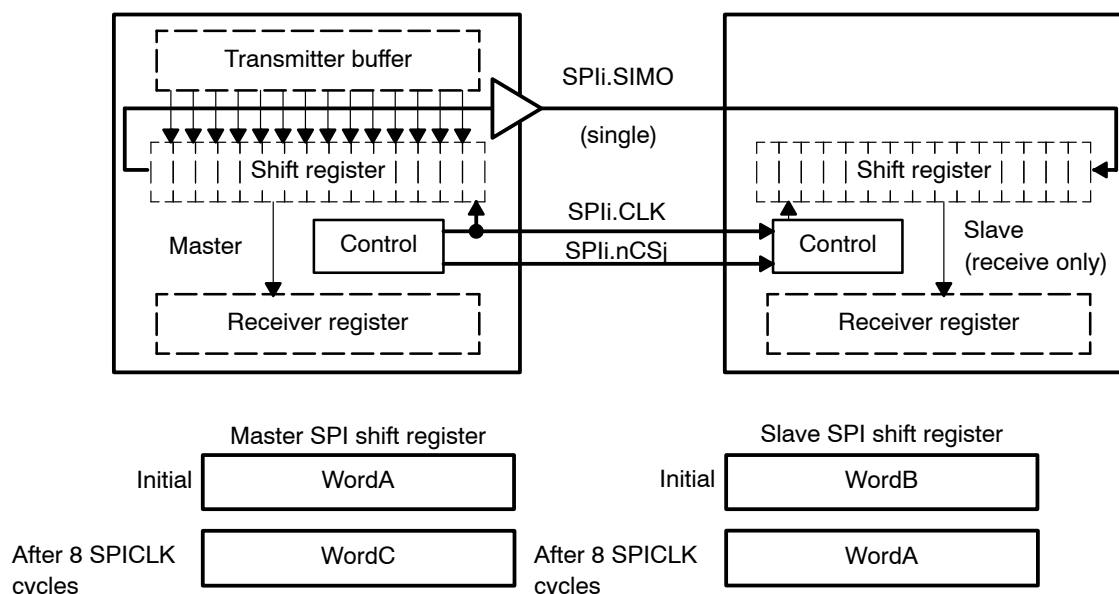 Transmitter buffer
SPIi.SIMO
(single)
Shift register
Shift register
SPIi.CLK
Master
Control
SPIi.nCSj
Control
Slave
(receive only)
Receiver register
Receiver register
Master SPI shift register
Slave SPI shift register
Initial
WordA
Initial
WordB
After 8 SPICLK
cycles
WordC
After 8 SPICLK
cycles
WordA